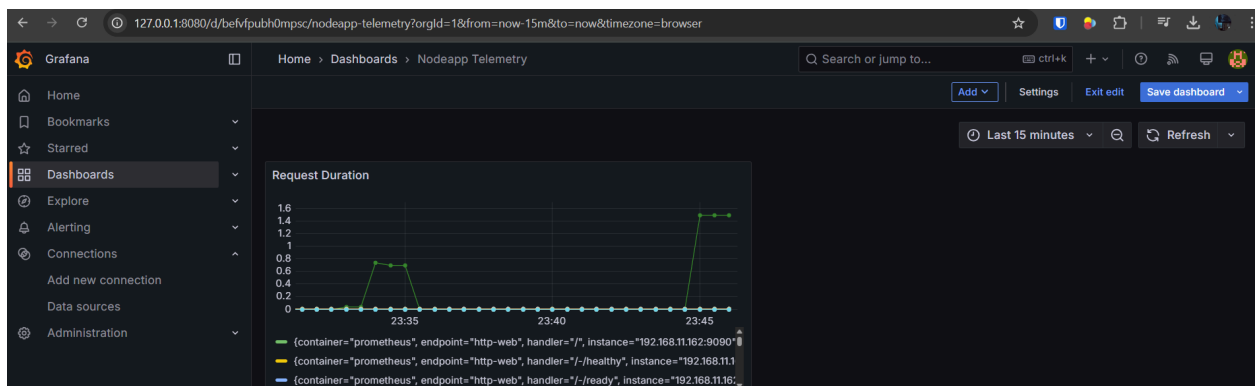 127.0.0.1:8080/d/befvfpubh0mpsc/nodeapp-telemetry?orgId=1&from=now-15m&to=now&timezone=browser
Grafana
Home > Dashboards > Nodeapp Telemetry
Search or jump to...
ctrl+k
Home
Add
Settings
Exit edit
Save dashboard
Bookmarks
Starred
Last 15 minutes
Refresh
Dashboards
Request Duration
Explore
Alerting
Connections
Add new connection
Data sources
Administration
1.6
1.4
1.2
1
0.8
0.6
0.4
0.2
0
23:35 23:40 23:45
{container="prometheus", endpoint="http-web", handler="/", instance="192.168.11.162:9090"
{container="prometheus", endpoint="http-web", handler="/-/healthy", instance="192.168.11.1
{container="prometheus", endpoint="http-web", handler="/-/ready", instance="192.168.11.162: